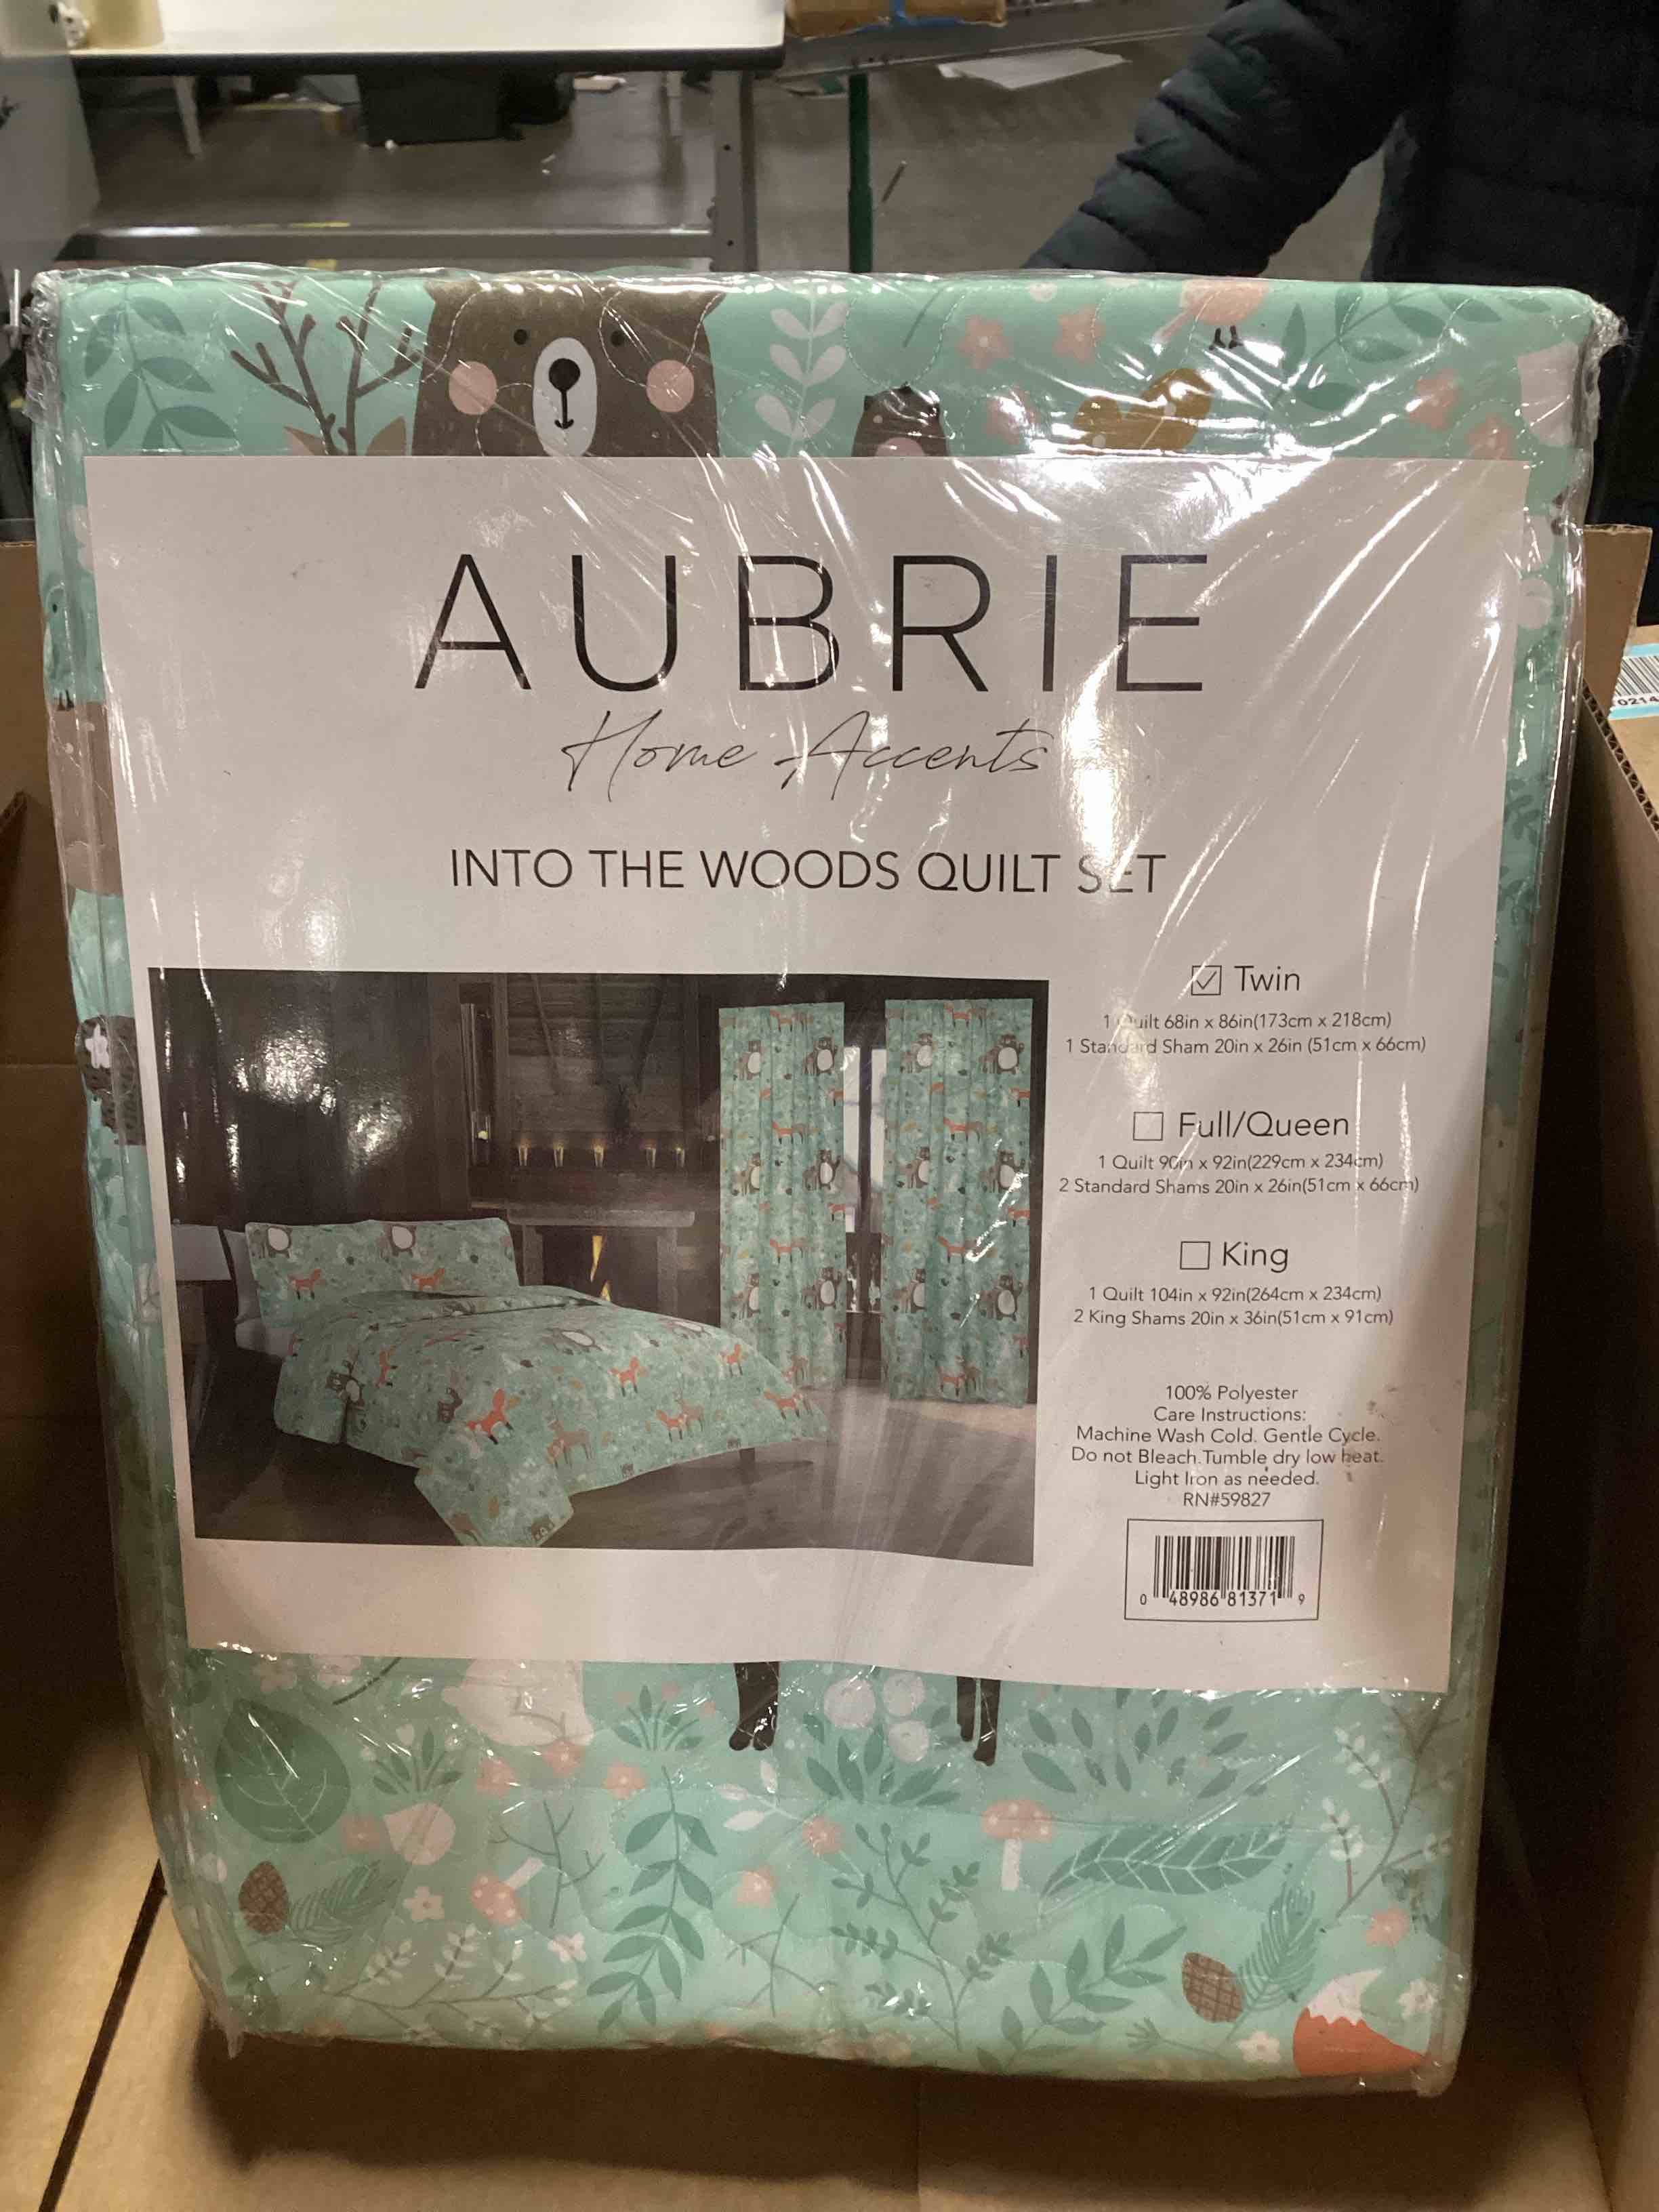 AUBRIE
Home Accents
INTO THE WOODS QUILT SET
Twin
1 Quilt 68in x 86in(173cm x 218cm)
1 Standard Sham 20in x 26in (51cm x 66cm)
Full/Queen
1 Quilt 90in x 92in(229cm x 234cm)
2 Standard Shams 20in x 26in(51cm x 66cm)
King
1 Quilt 104in x 92in(264cm x 234cm)
2 King Shams 20in x 36in(51cm x 91cm)
100% Polyester
Care Instructions:
Machine Wash Cold. Gentle Cycle.
Do not Bleach.Tumble dry low heat.
Light Iron as needed.
RN#59827
0 48986 81371 9
0214